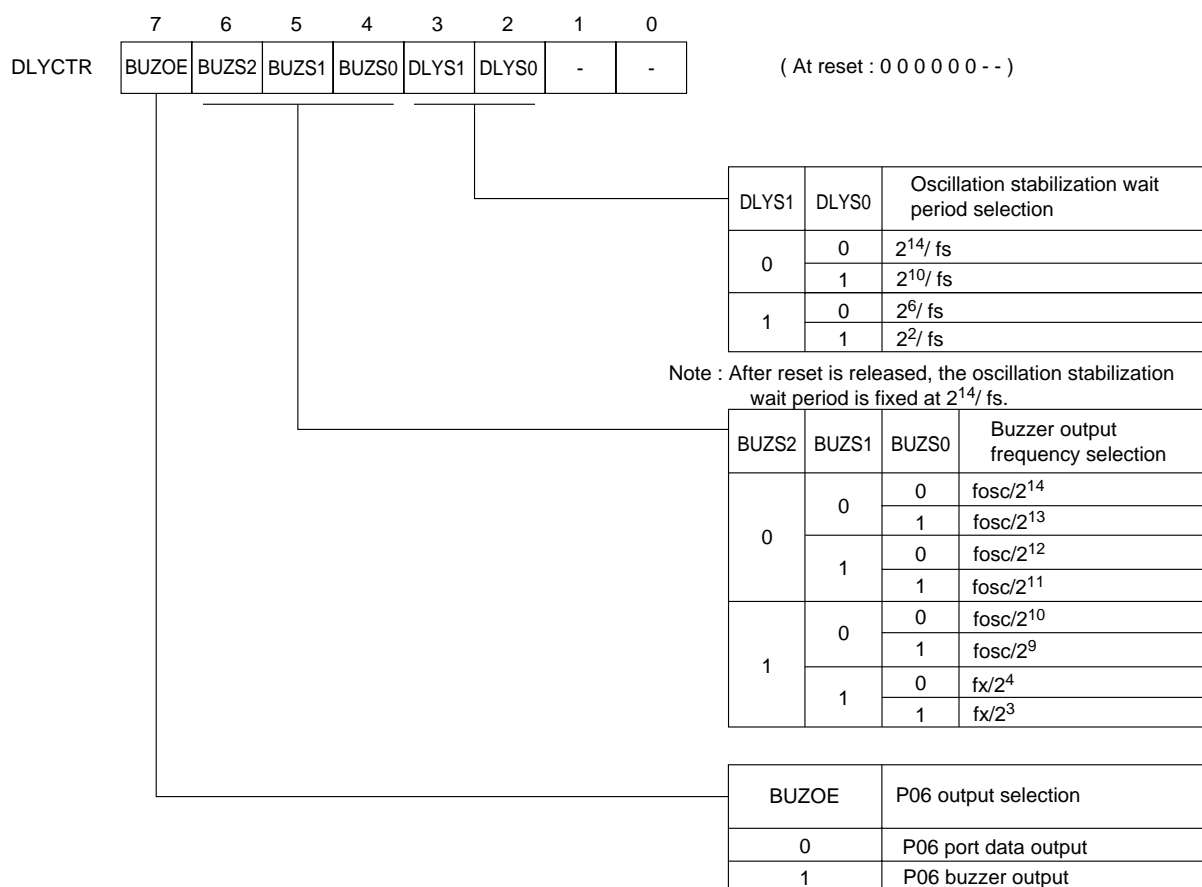 7 6 5 4 3 2 1 0
DLYCTR BUZOE BUZS2 BUZS1 BUZS0 DLYS1 DLYS0 - - ( At reset : 0 0 0 0 0 0 - - )
DLYS1 DLYS0 Oscillation stabilization wait
period selection
0 0 2^14/ fs
1 2^10/ fs
1 0 2^6/ fs
1 2^2/ fs
Note : After reset is released, the oscillation stabilization
wait period is fixed at 2^14/ fs.
BUZS2 BUZS1 BUZS0 Buzzer output
frequency selection
0 0 0 fosc/2^14
1 fosc/2^13
1 0 fosc/2^12
1 fosc/2^11
1 0 0 fosc/2^10
1 fosc/2^9
1 0 fx/2^4
1 fx/2^3
BUZOE P06 output selection
0 P06 port data output
1 P06 buzzer output